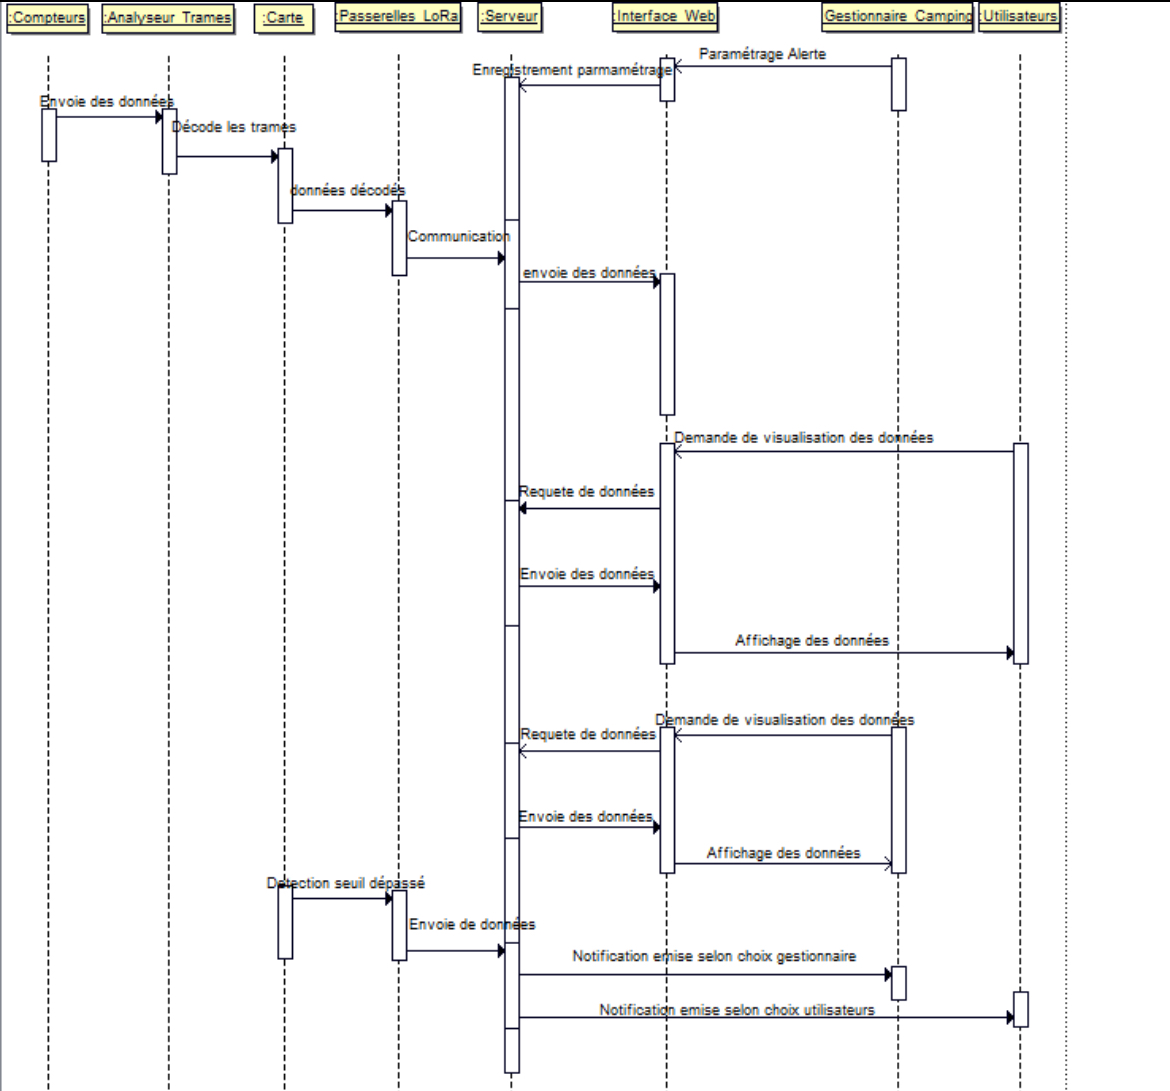 :Compteurs
:Analyseur_Trames
:Carte
:Passerelles_LoRa
:Serveur
:Interface_Web
Gestionnaire_Camping
:Utilisateurs
Paramétrage Alerte
Enregistrement parmamétrage
Envoie des données
Décode les trames
données décodés
Communication
envoie des données
Demande de visualisation des données
Requete de données
Envoie des données
Affichage des données
Demande de visualisation des données
Requete de données
Envoie des données
Affichage des données
Detection seuil dépassé
Envoie de données
Notification emise selon choix gestionnaire
Notification emise selon choix utilisateurs